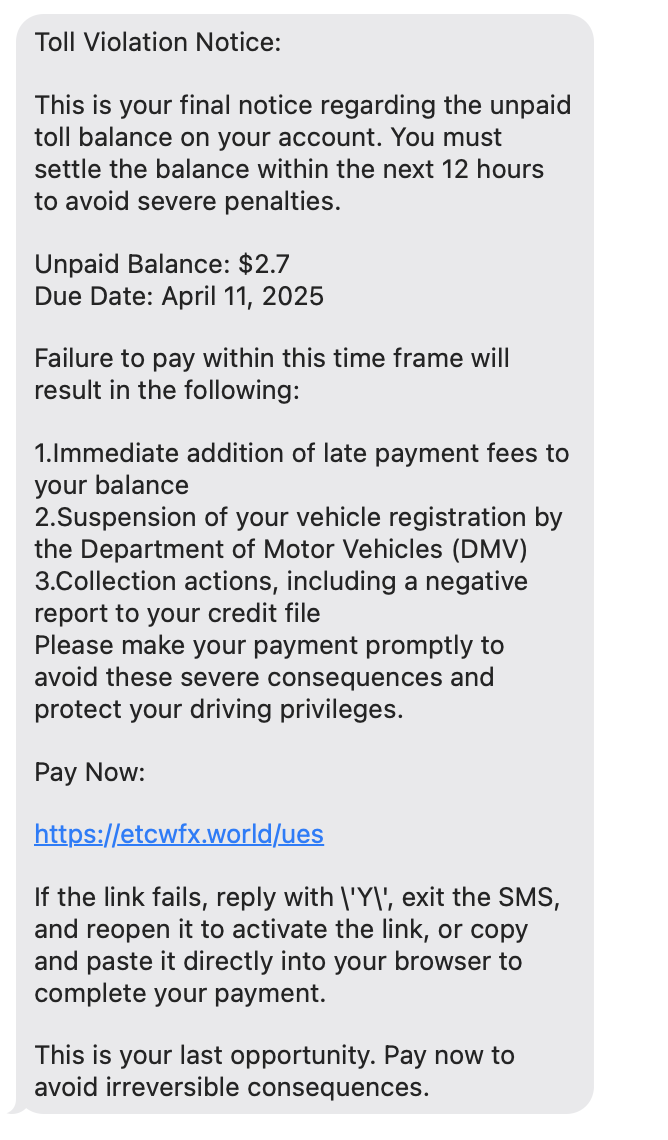 Toll Violation Notice:
This is your final notice regarding the unpaid
toll balance on your account. You must
settle the balance within the next 12 hours
to avoid severe penalties.
Unpaid Balance: $2.7
Due Date: April 11, 2025
Failure to pay within this time frame will
result in the following:
1.Immediate addition of late payment fees to
your balance
2.Suspension of your vehicle registration by
the Department of Motor Vehicles (DMV)
3.Collection actions, including a negative
report to your credit file
Please make your payment promptly to
avoid these severe consequences and
protect your driving privileges.
Pay Now:
https://etcwfx.world/ues
If the link fails, reply with \'Y\', exit the SMS,
and reopen it to activate the link, or copy
and paste it directly into your browser to
complete your payment.
This is your last opportunity. Pay now to
avoid irreversible consequences.